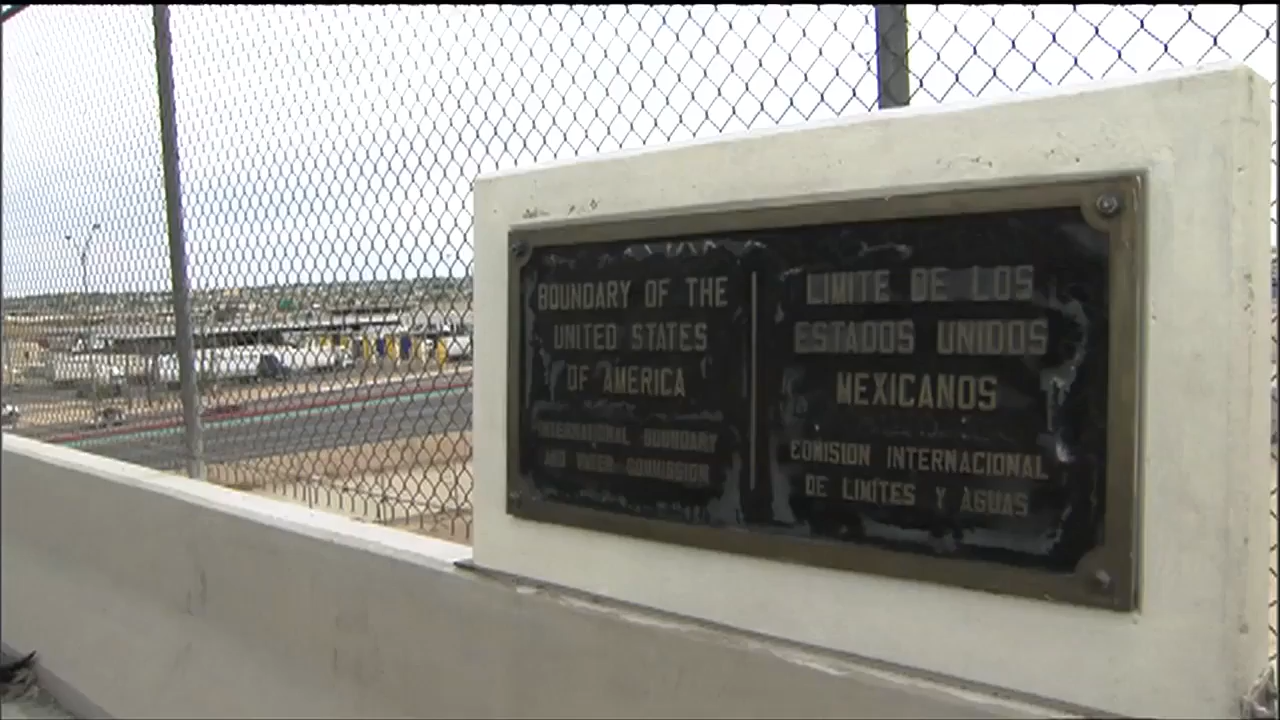 BOUNDARY OF THE
UNITED STATES
OF AMERICA
INTERNATIONAL BOUNDARY
AND WATER COMMISSION
LIMITE DE LOS
ESTADOS UNIDOS
MEXICANOS
COMISION INTERNACIONAL
DE LIMITES Y AGUAS